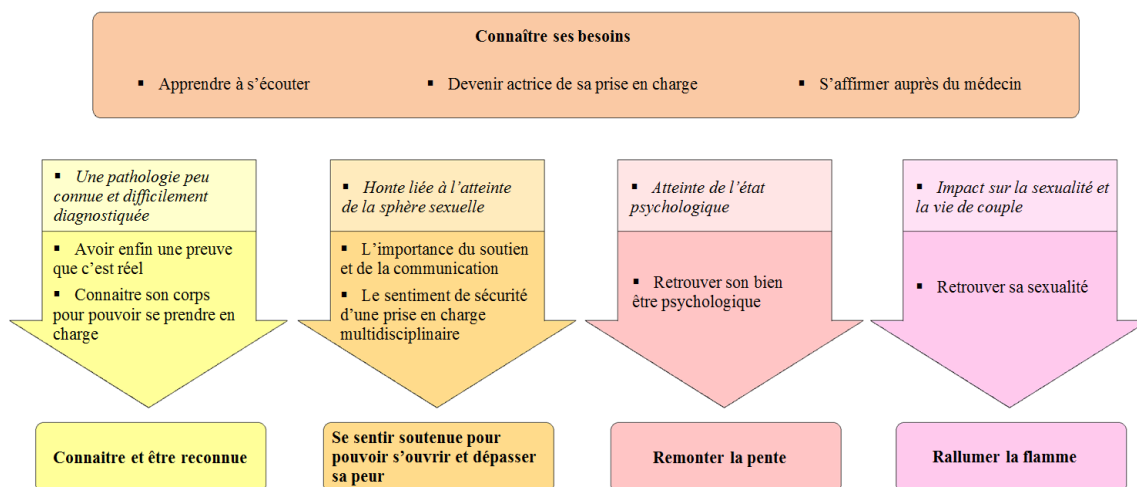 Connaître ses besoins
▪ Apprendre à s’écouter
▪ Devenir actrice de sa prise en charge
▪ S’affirmer auprès du médecin
▪ Une pathologie peu
connue et difficilement
diagnostiquée
▪ Avoir enfin une preuve
que c’est réel
▪ Connaitre son corps
pour pouvoir se prendre en
charge
Connaitre et être reconnue
▪ Honte liée à l’atteinte
de la sphère sexuelle
▪ L’importance du soutien
et de la communication
▪ Le sentiment de sécurité
d’une prise en charge
multidisciplinaire
Se sentir soutenue pour
pouvoir s’ouvrir et dépasser
sa peur
▪ Atteinte de l’état
psychologique
▪ Retrouver son bien
être psychologique
Remonter la pente
▪ Impact sur la sexualité et
la vie de couple
▪ Retrouver sa sexualité
Rallumer la flamme